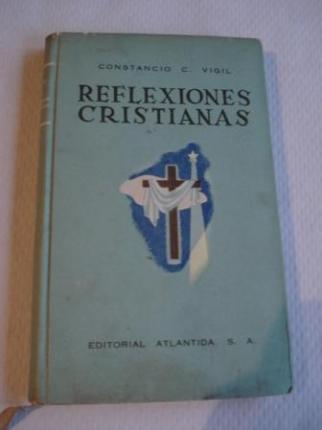 CONSTANCIO C. VIGIL
REFLEXIONES
CRISTIANAS
EDITORIAL ATLANTIDA, S. A.